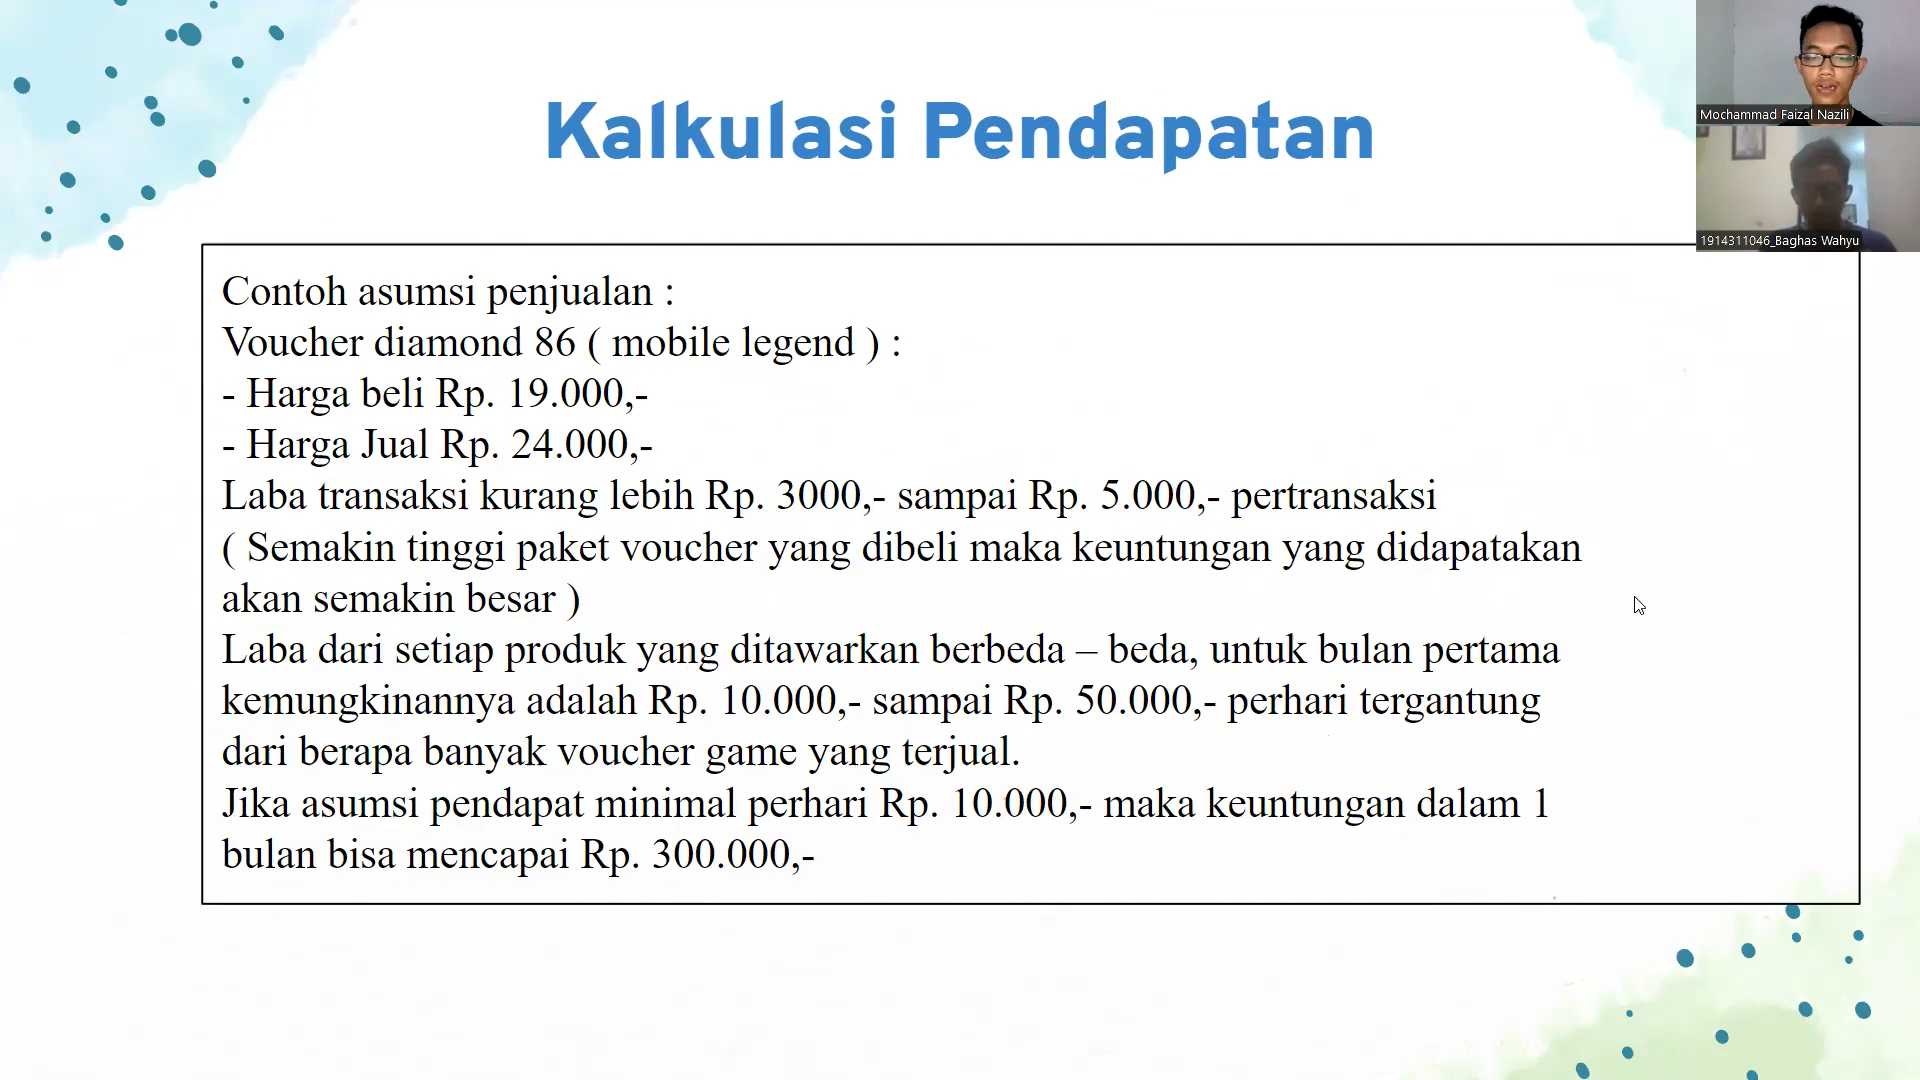 Kalkulasi Pendapatan
Mochammad Faizal Nazili
1914311046_Baghas Wahyu
Contoh asumsi penjualan :
Voucher diamond 86 ( mobile legend ) :
- Harga beli Rp. 19.000,-
- Harga Jual Rp. 24.000,-
Laba transaksi kurang lebih Rp. 3000,- sampai Rp. 5.000,- pertransaksi
( Semakin tinggi paket voucher yang dibeli maka keuntungan yang didapatakan
akan semakin besar )
Laba dari setiap produk yang ditawarkan berbeda – beda, untuk bulan pertama
kemungkinannya adalah Rp. 10.000,- sampai Rp. 50.000,- perhari tergantung
dari berapa banyak voucher game yang terjual.
Jika asumsi pendapat minimal perhari Rp. 10.000,- maka keuntungan dalam 1
bulan bisa mencapai Rp. 300.000,-